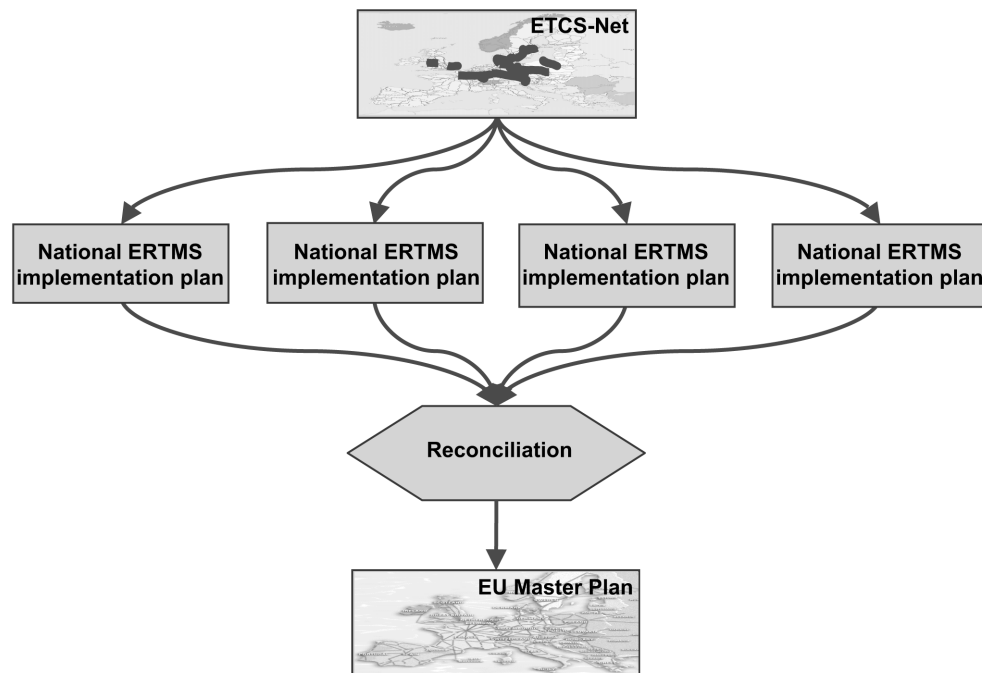 ETCS-Net
National ERTMS
implementation plan
National ERTMS
implementation plan
National ERTMS
implementation plan
National ERTMS
implementation plan
Reconciliation
EU Master Plan